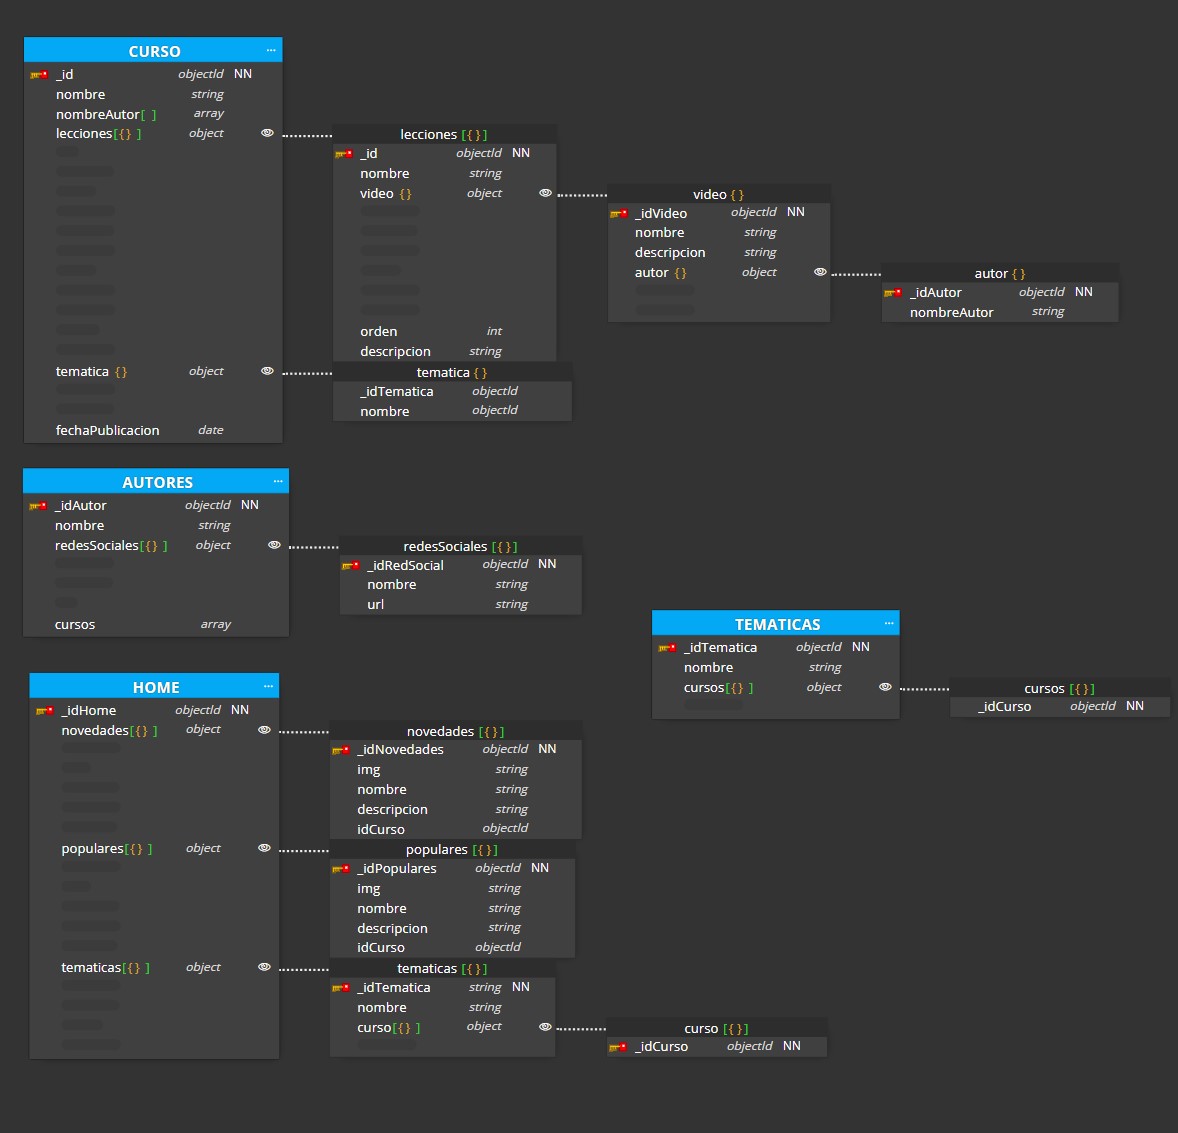 CURSO ...
_id objectId NN
nombre string
nombreAutor[ ] array
lecciones[{} ] object
tematica {} object
fechaPublicacion date
lecciones [{}]
_id objectId NN
nombre string
video {} object
orden int
descripcion string
tematica {}
_idTematica objectId
nombre objectId
video {}
_idVideo objectId NN
nombre string
descripcion string
autor {} object
autor {}
_idAutor objectId NN
nombreAutor string
AUTORES ...
_idAutor objectId NN
nombre string
redesSociales[{} ] object
cursos array
redesSociales [{}]
_idRedSocial objectId NN
nombre string
url string
TEMATICAS ...
_idTematica objectId NN
nombre string
cursos[{} ] object
cursos [{}]
_idCurso objectId NN
HOME ...
_idHome objectId NN
novedades[{} ] object
populares[{} ] object
tematicas[{} ] object
novedades [{}]
_idNovedades objectId NN
img string
nombre string
descripcion string
idCurso objectId
populares [{}]
_idPopulares objectId NN
img string
nombre string
descripcion string
idCurso objectId
tematicas [{}]
_idTematica string NN
nombre string
curso[{} ] object
curso [{}]
_idCurso objectId NN